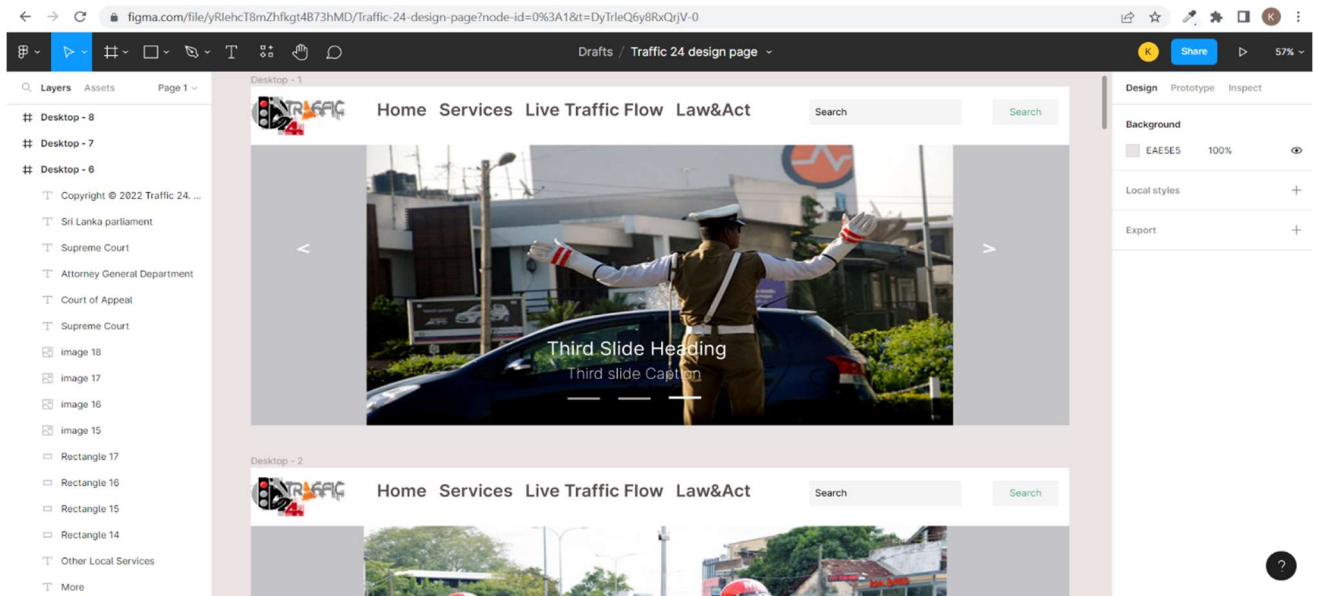 figma.com/file/yRIehcT8mZhfkgt4B73hMD/Traffic-24-design-page?node-id=0%3A1&t=DyTrleQ6y8RxQrjV-0
K
Drafts / Traffic 24 design page
K
Share
57%
Layers Assets Page 1
Desktop - 8
Desktop - 7
Desktop - 6
Copyright © 2022 Traffic 24. ...
Sri Lanka parliament
Supreme Court
Attorney General Department
Court of Appeal
Supreme Court
image 18
image 17
image 16
image 15
Rectangle 17
Rectangle 16
Rectangle 15
Rectangle 14
Other Local Services
More
Desktop - 1
TRAFFIC
24
Home Services Live Traffic Flow Law&Act
Search
Search
<
>
Third Slide Heading
Third slide Caption
Desktop - 2
TRAFFIC
24
Home Services Live Traffic Flow Law&Act
Search
Search
Design Prototype Inspect
Background
EAE5E5 100%
Local styles
Export
?